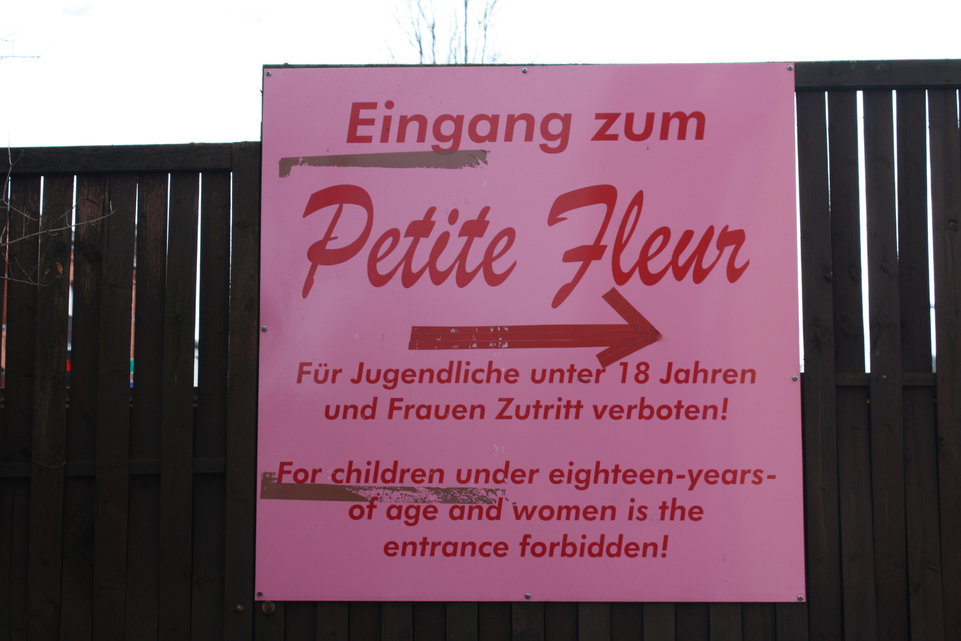 Eingang zum
Petite Fleur
Für Jugendliche unter 18 Jahren
und Frauen Zutritt verboten!
For children under eighteen-years-
of age and women is the
entrance forbidden!